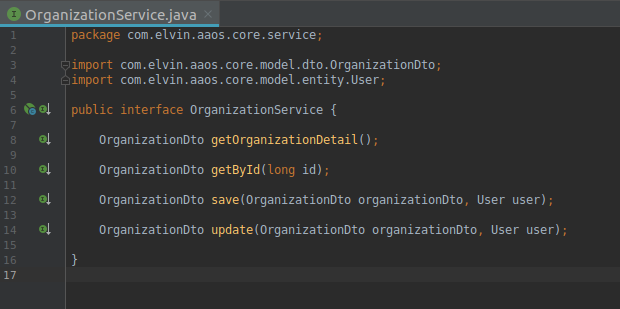 OrganizationService.java
1 package com.elvin.aaos.core.service;
2
3 import com.elvin.aaos.core.model.dto.OrganizationDto;
4 import com.elvin.aaos.core.model.entity.User;
5
6 public interface OrganizationService {
7
8 OrganizationDto getOrganizationDetail();
9
10 OrganizationDto getById(long id);
11
12 OrganizationDto save(OrganizationDto organizationDto, User user);
13
14 OrganizationDto update(OrganizationDto organizationDto, User user);
15
16 }
17